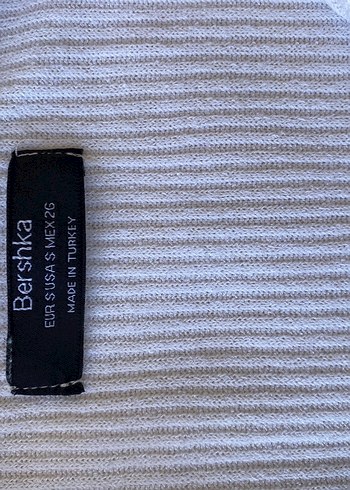 Bershka
EUR S USA S MEX 26
MADE IN TURKEY